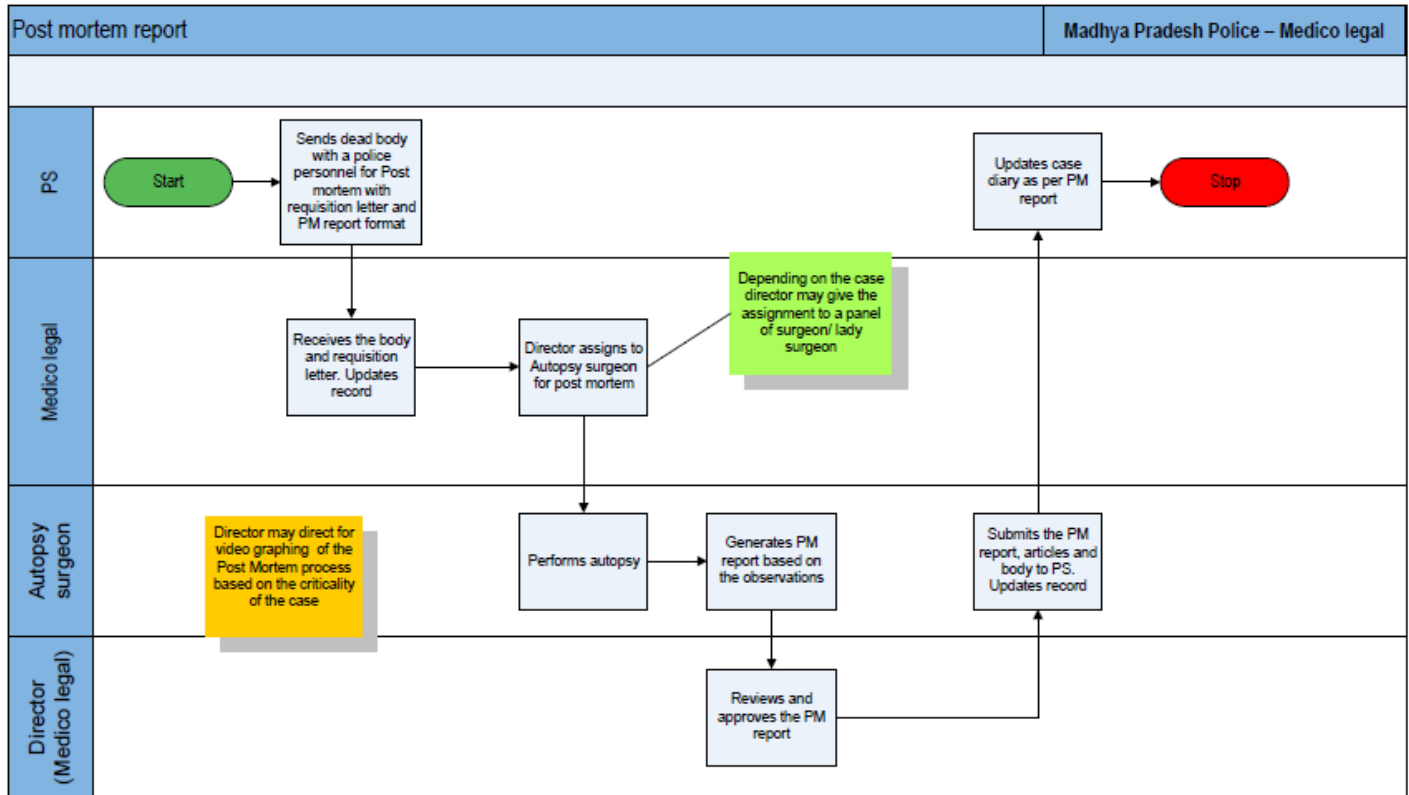 Post mortem report
Madhya Pradesh Police – Medico legal
PS
Start
Sends dead body
with a police
personnel for Post
mortem with
requisition letter and
PM report format
Updates case
diary as per PM
report
Stop
Medico legal
Receives the body
and requisition
letter. Updates
record
Director assigns to
Autopsy surgeon
for post mortem
Depending on the case
director may give the
assignment to a panel
of surgeon/ lady
surgeon
Autopsy
surgeon
Director may direct for
video graphing of the
Post Mortem process
based on the criticality
of the case
Performs autopsy
Generates PM
report based on
the observations
Submits the PM
report, articles and
body to PS.
Updates record
Director
(Medico legal)
Reviews and
approves the PM
report